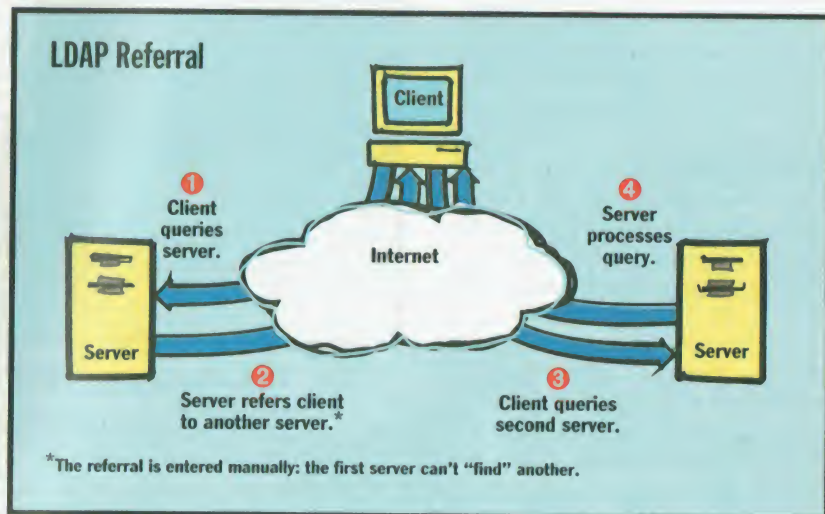 LDAP Referral
Client
1
Client
queries
server.
4
Server
processes
query.
Internet
Server
Server
2
Server refers client
to another server.*
3
Client queries
second server.
*The referral is entered manually: the first server can't “find” another.